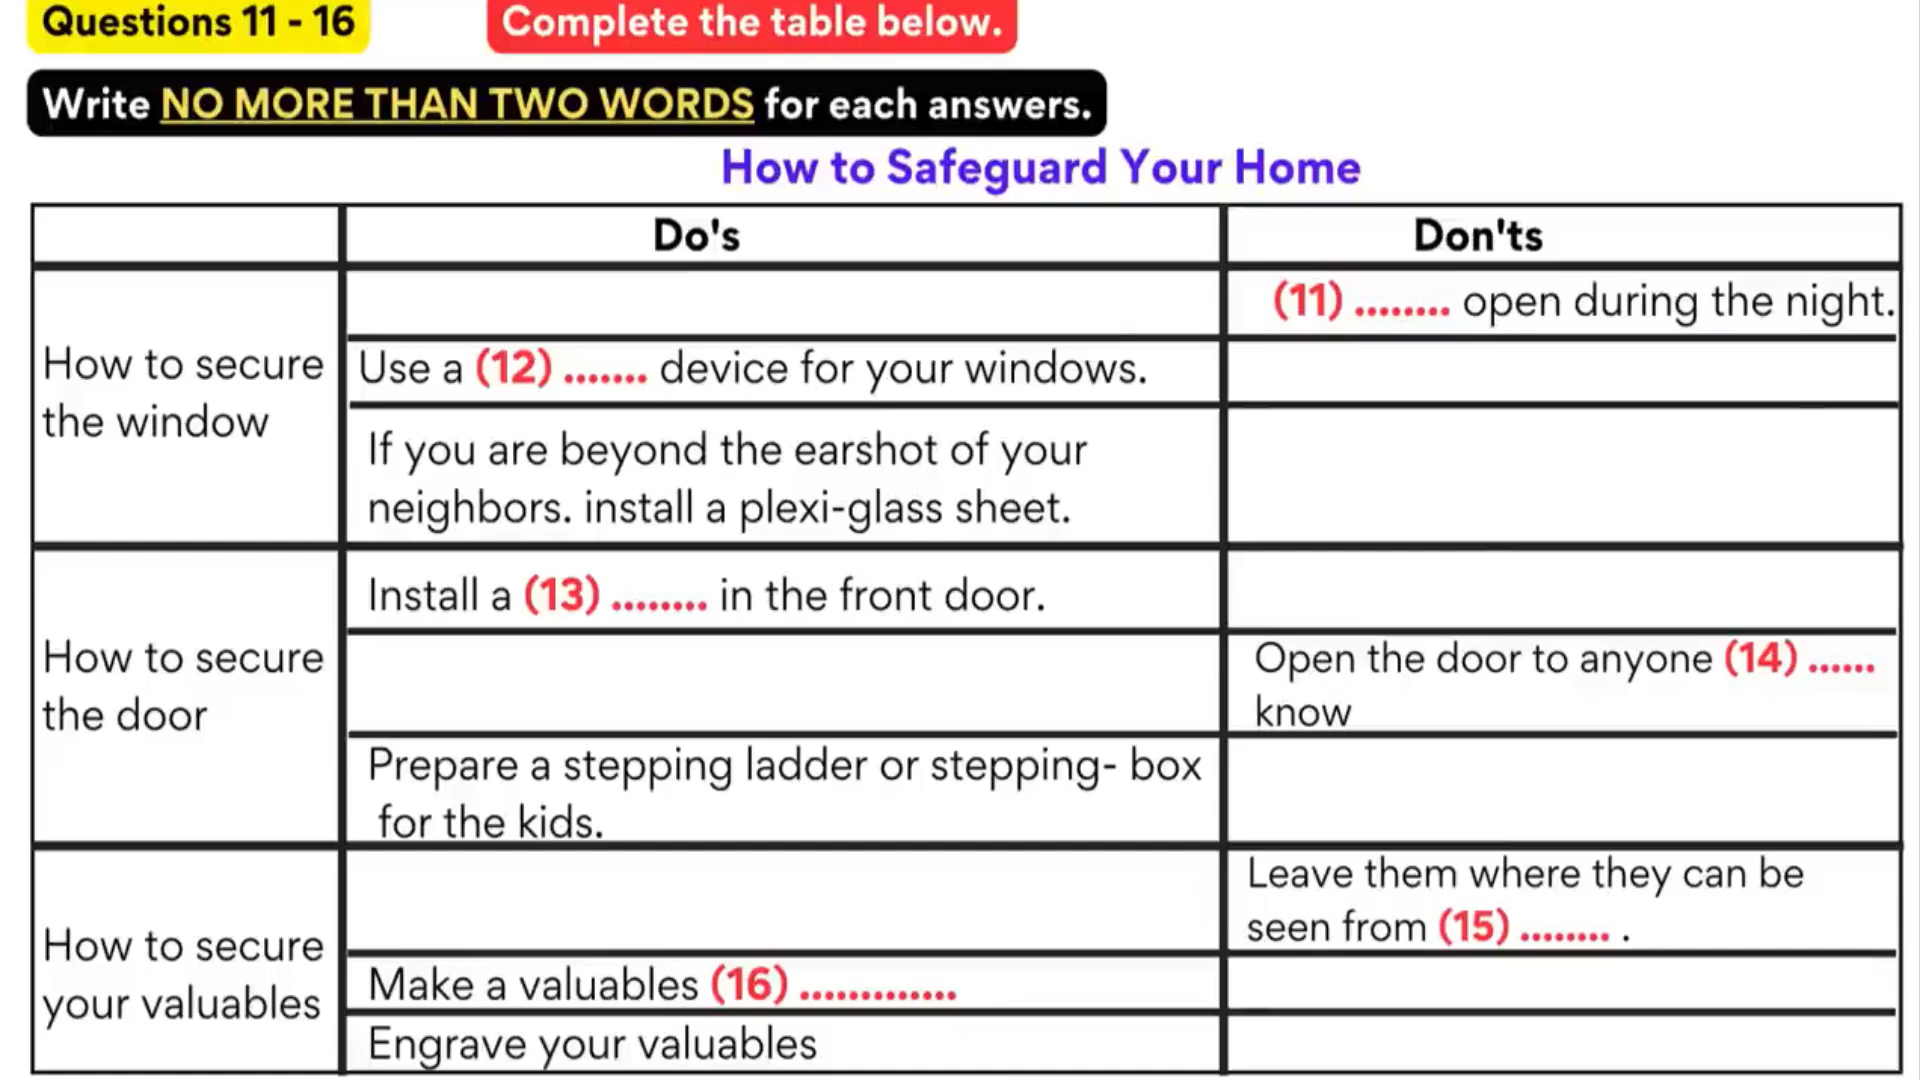 Questions 11 - 16
Complete the table below.
Write NO MORE THAN TWO WORDS for each answers.
How to Safeguard Your Home
Do's
Don'ts
How to secure
the window
(11) ........ open during the night.
Use a (12) ....... device for your windows.
If you are beyond the earshot of your
neighbors. install a plexi-glass sheet.
How to secure
the door
Install a (13) ........ in the front door.
Open the door to anyone (14) ......
know
Prepare a stepping ladder or stepping- box
for the kids.
How to secure
your valuables
Leave them where they can be
seen from (15) ........ .
Make a valuables (16) .............
Engrave your valuables